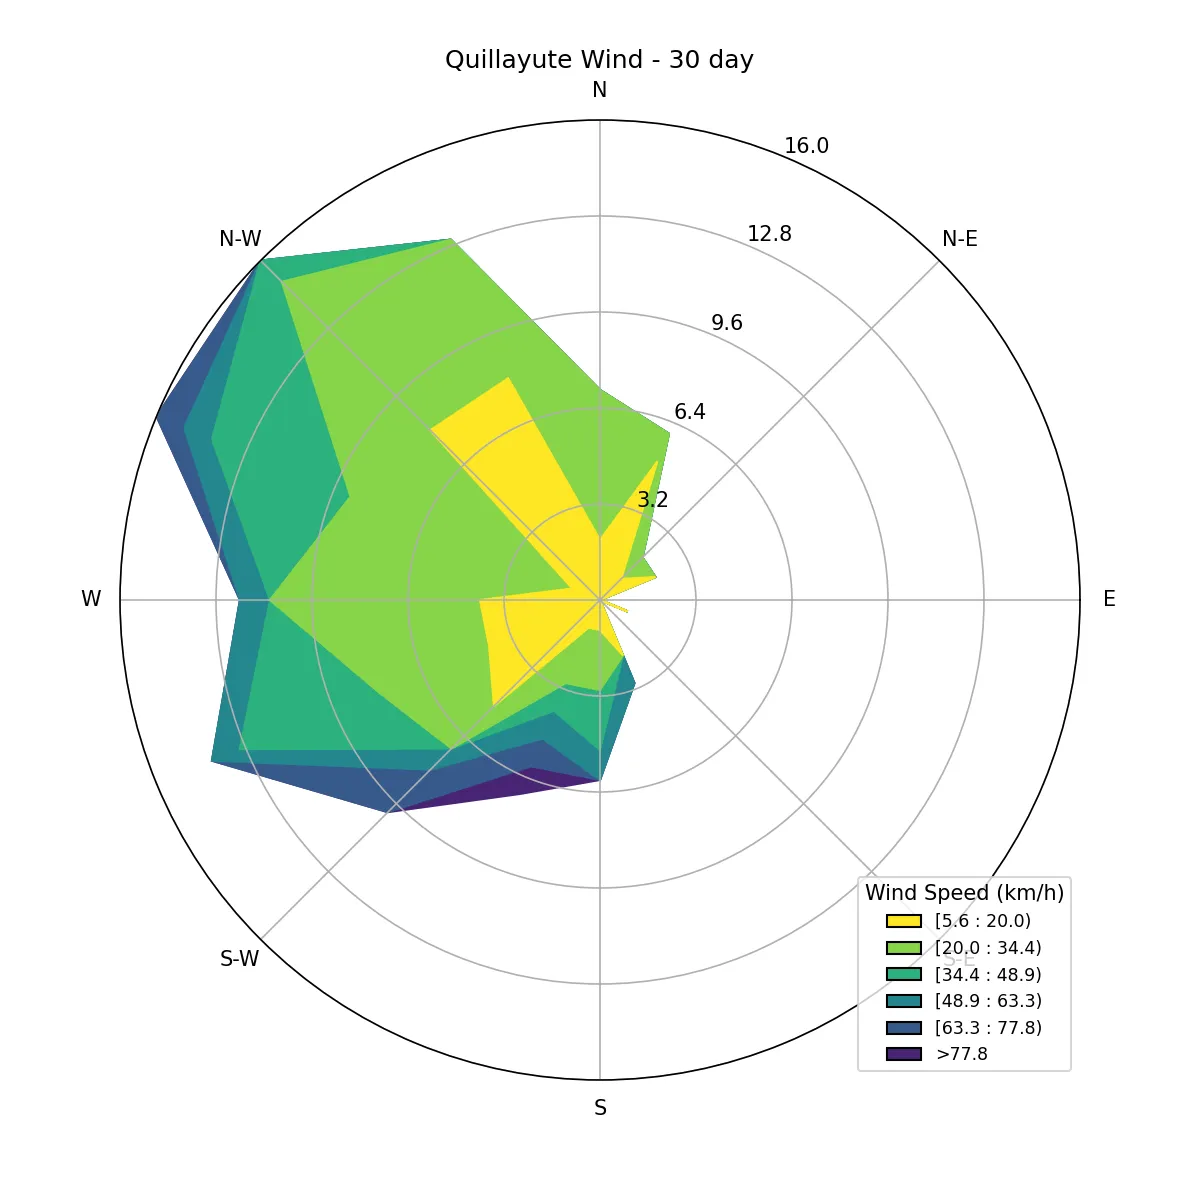 Quillayute Wind - 30 day
N
16.0
12.8
N-W
N-E
9.6
6.4
3.2
W
E
S-W
S-E
S
Wind Speed (km/h)
[5.6 : 20.0)
[20.0 : 34.4)
[34.4 : 48.9)
[48.9 : 63.3)
[63.3 : 77.8)
>77.8